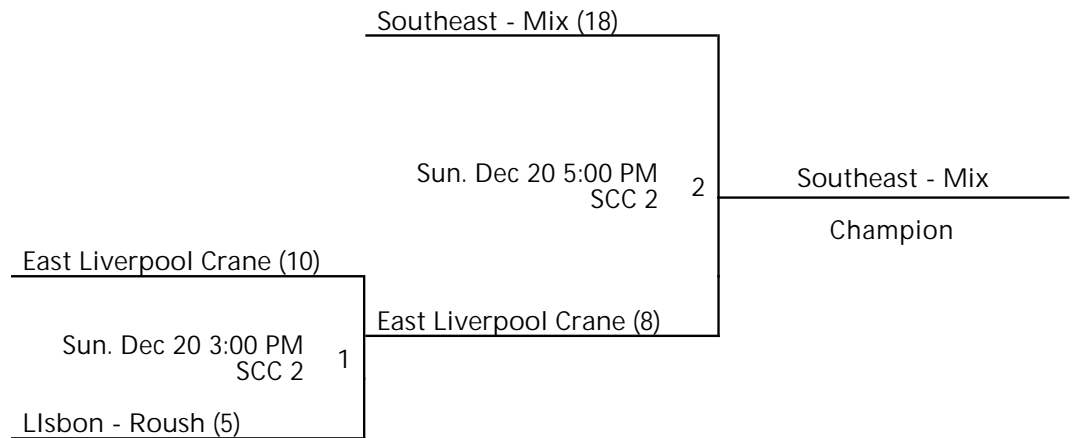 Southeast - Mix (18)
Sun. Dec 20 5:00 PM
SCC 2
2
Southeast - Mix
Champion
East Liverpool Crane (10)
East Liverpool Crane (8)
Sun. Dec 20 3:00 PM
SCC 2
1
LIsbon - Roush (5)